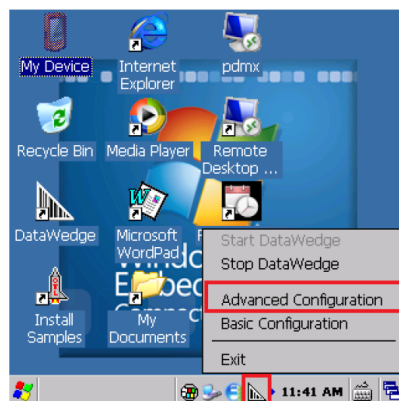 My Device
Internet
Explorer
pdmx
Recycle Bin
Media Player
Remote
Desktop ...
DataWedge
Microsoft
WordPad
Install
Samples
My
Documents
Start DataWedge
Stop DataWedge
Advanced Configuration
Basic Configuration
Exit
11:41 AM